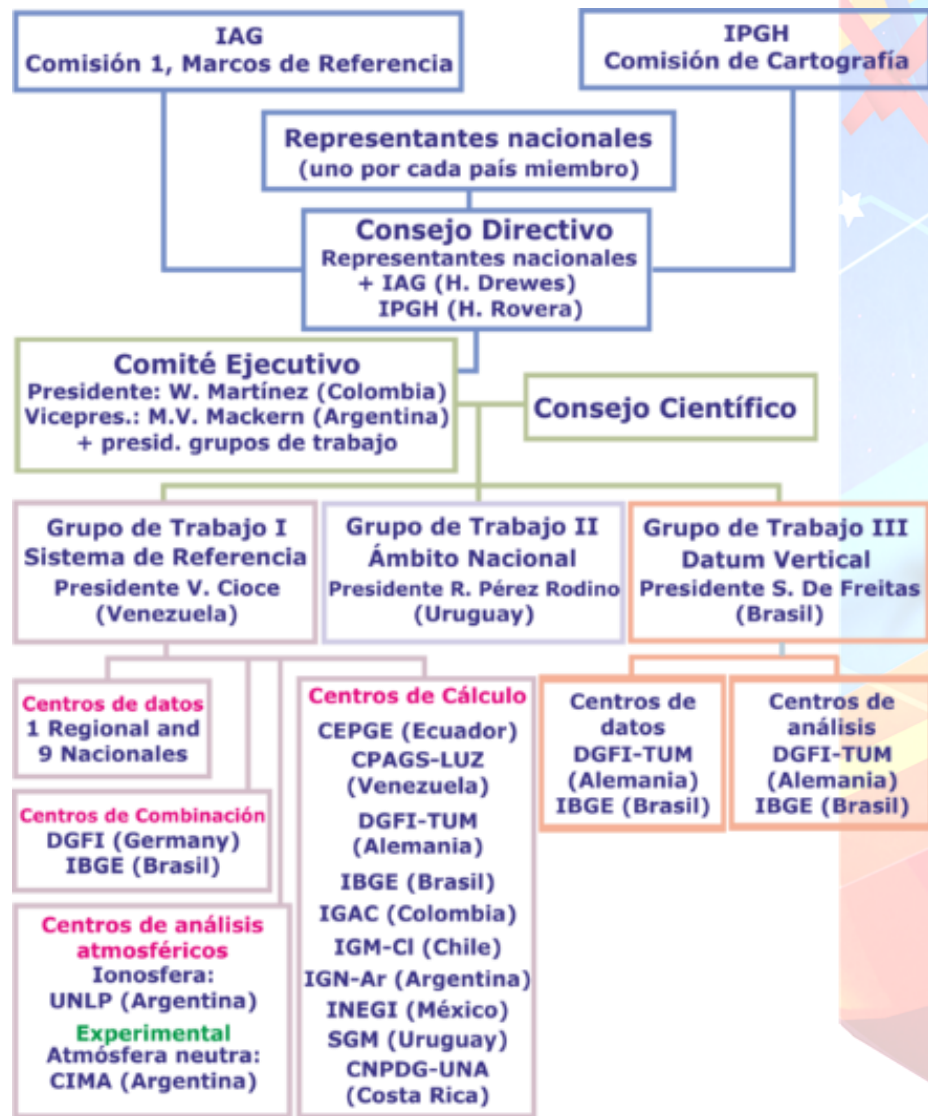 IAG
Comisión 1, Marcos de Referencia
IPGH
Comisión de Cartografía
Representantes nacionales
(uno por cada país miembro)
Consejo Directivo
Representantes nacionales
+ IAG (H. Drewes)
IPGH (H. Rovera)
Comité Ejecutivo
Presidente: W. Martínez (Colombia)
Vicepres.: M.V. Mackern (Argentina)
+ presid. grupos de trabajo
Consejo Científico
Grupo de Trabajo I
Sistema de Referencia
Presidente V. Cioce
(Venezuela)
Grupo de Trabajo II
Ámbito Nacional
Presidente R. Pérez Rodino
(Uruguay)
Grupo de Trabajo III
Datum Vertical
Presidente S. De Freitas
(Brasil)
Centros de datos
1 Regional and
9 Nacionales
Centros de Combinación
DGFI (Germany)
IBGE (Brasil)
Centros de análisis
atmosféricos
Ionosfera:
UNLP (Argentina)
Experimental
Atmósfera neutra:
CIMA (Argentina)
Centros de Cálculo
CEPGE (Ecuador)
CPAGS-LUZ
(Venezuela)
DGFI-TUM
(Alemania)
IBGE (Brasil)
IGAC (Colombia)
IGM-Cl (Chile)
IGN-Ar (Argentina)
INEGI (México)
SGM (Uruguay)
CNPDG-UNA
(Costa Rica)
Centros de
datos
DGFI-TUM
(Alemania)
IBGE (Brasil)
Centros de
análisis
DGFI-TUM
(Alemania)
IBGE (Brasil)